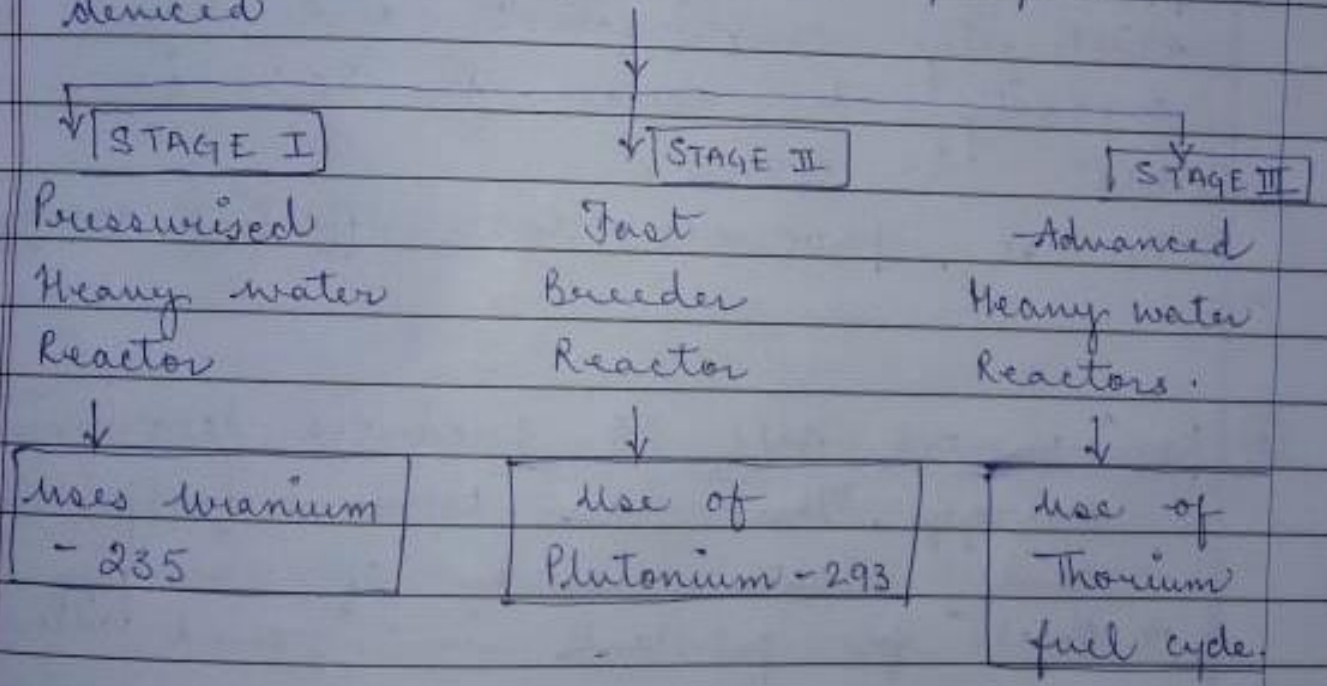 deniced
STAGE I
STAGE II
STAGE III
Pressurised
Heavy water
Reactor
Fast
Breeder
Reactor
Advanced
Heavy water
Reactors.
Uses Uranium
- 235
Use of
Plutonium - 293
Use of
Thorium
fuel cycle.